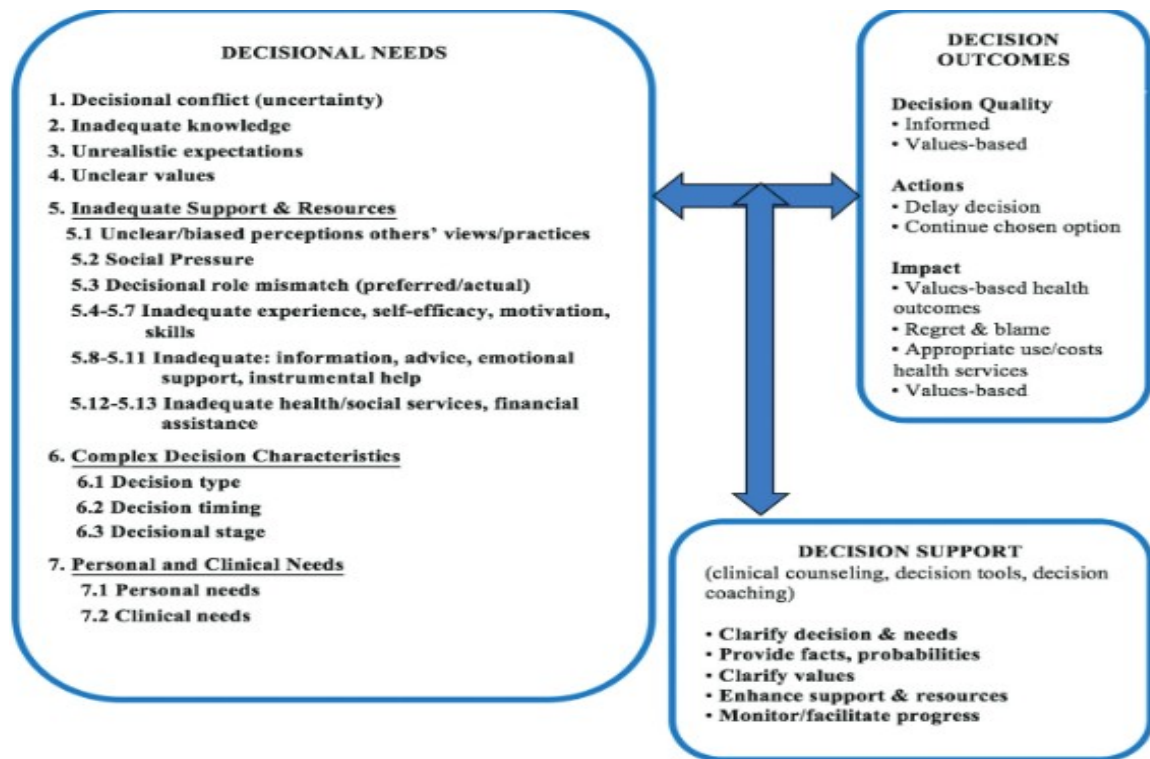 DECISIONAL NEEDS
1. Decisional conflict (uncertainty)
2. Inadequate knowledge
3. Unrealistic expectations
4. Unclear values
5. Inadequate Support & Resources
5.1 Unclear/biased perceptions others' views/practices
5.2 Social Pressure
5.3 Decisional role mismatch (preferred/actual)
5.4-5.7 Inadequate experience, self-efficacy, motivation,
skills
5.8-5.11 Inadequate: information, advice, emotional
support, instrumental help
5.12-5.13 Inadequate health/social services, financial
assistance
6. Complex Decision Characteristics
6.1 Decision type
6.2 Decision timing
6.3 Decisional stage
7. Personal and Clinical Needs
7.1 Personal needs
7.2 Clinical needs
DECISION
OUTCOMES
Decision Quality
• Informed
• Values-based
Actions
• Delay decision
• Continue chosen option
Impact
• Values-based health
outcomes
• Regret & blame
• Appropriate use/costs
health services
• Values-based
DECISION SUPPORT
(clinical counseling, decision tools, decision
coaching)
• Clarify decision & needs
• Provide facts, probabilities
• Clarify values
• Enhance support & resources
• Monitor/facilitate progress